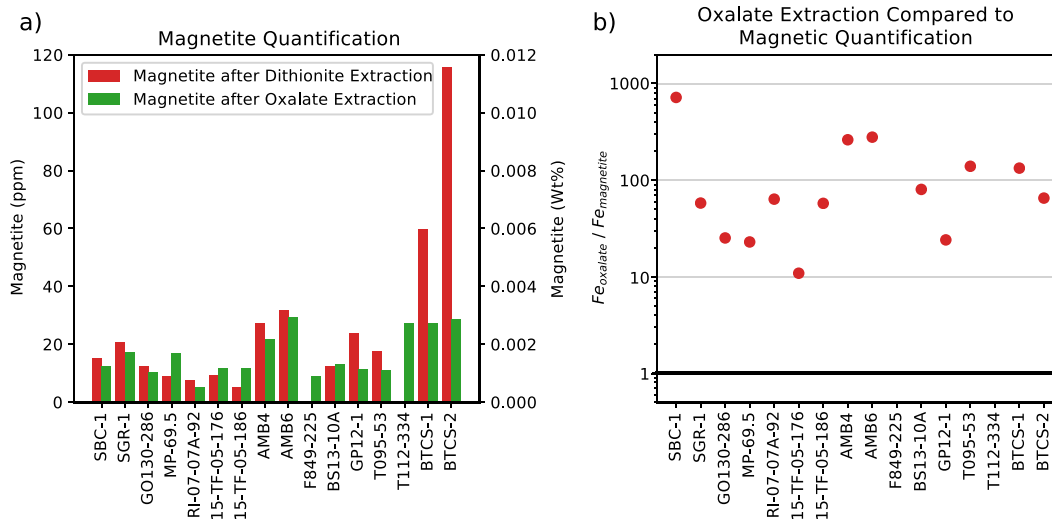 a)
Magnetite Quantification
120
100
80
60
40
20
0
Magnetite (ppm)
Magnetite after Dithionite Extraction
Magnetite after Oxalate Extraction
0.012
0.010
0.008
0.006
0.004
0.002
0.000
Magnetite (Wt%)
SBC-1
SGR-1
GO130-286
MP-69.5
RI-07-07A-92
15-TF-05-176
15-TF-05-186
AMB4
AMB6
F849-225
BS13-10A
GP12-1
T095-53
T112-334
BTCS-1
BTCS-2
b)
Oxalate Extraction Compared to
Magnetic Quantification
1000
100
10
1
Fe_oxalate / Fe_magnetite
SBC-1
SGR-1
GO130-286
MP-69.5
RI-07-07A-92
15-TF-05-176
15-TF-05-186
AMB4
AMB6
F849-225
BS13-10A
GP12-1
T095-53
T112-334
BTCS-1
BTCS-2